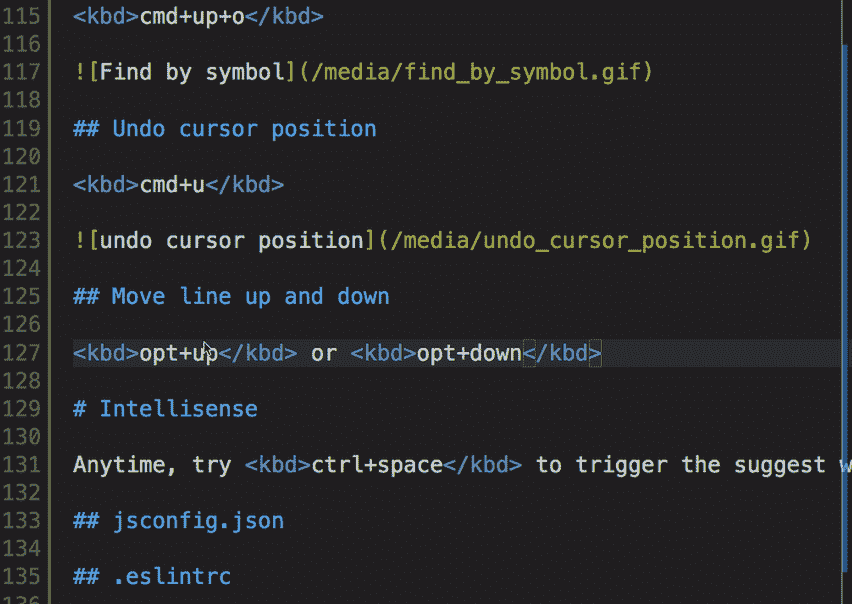 115 <kbd>cmd+up+o</kbd>
116
117 ![Find by symbol](/media/find_by_symbol.gif)
118
119 ## Undo cursor position
120
121 <kbd>cmd+u</kbd>
122
123 ![undo cursor position](/media/undo_cursor_position.gif)
124
125 ## Move line up and down
126
127 <kbd>opt+up</kbd> or <kbd>opt+down</kbd>
128
129 # Intellisense
130
131 Anytime, try <kbd>ctrl+space</kbd> to trigger the suggest w
132
133 ## jsconfig.json
134
135 ## .eslintrc
136